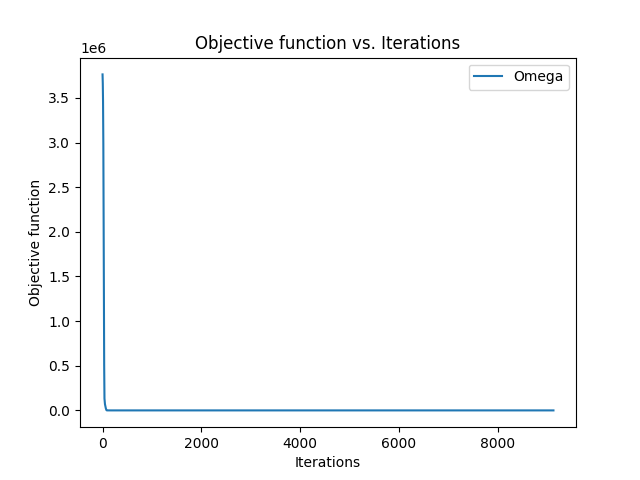 Objective function vs. Iterations
1e6
Omega
3.5
3.0
2.5
2.0
1.5
1.0
0.5
0.0
Objective function
0 2000 4000 6000 8000
Iterations